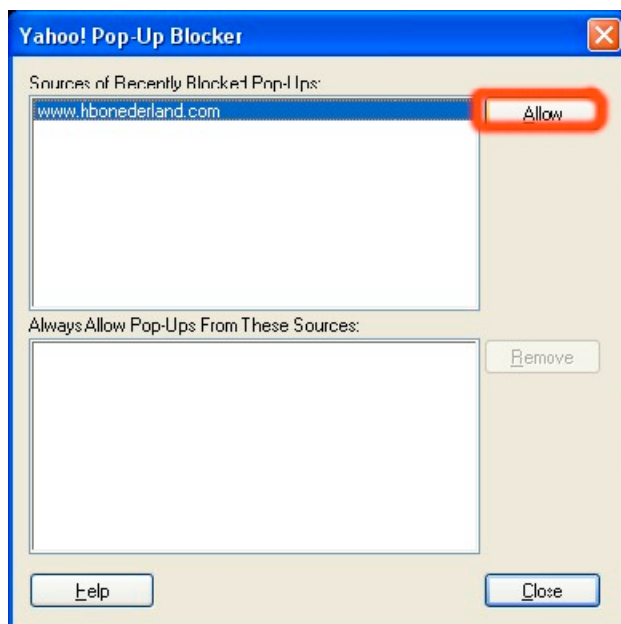 Yahoo! Pop-Up Blocker
Sources of Recently Blocked Pop-Ups:
www.hbonederland.com
Allow
Always Allow Pop-Ups From These Sources:
Remove
Help
Close